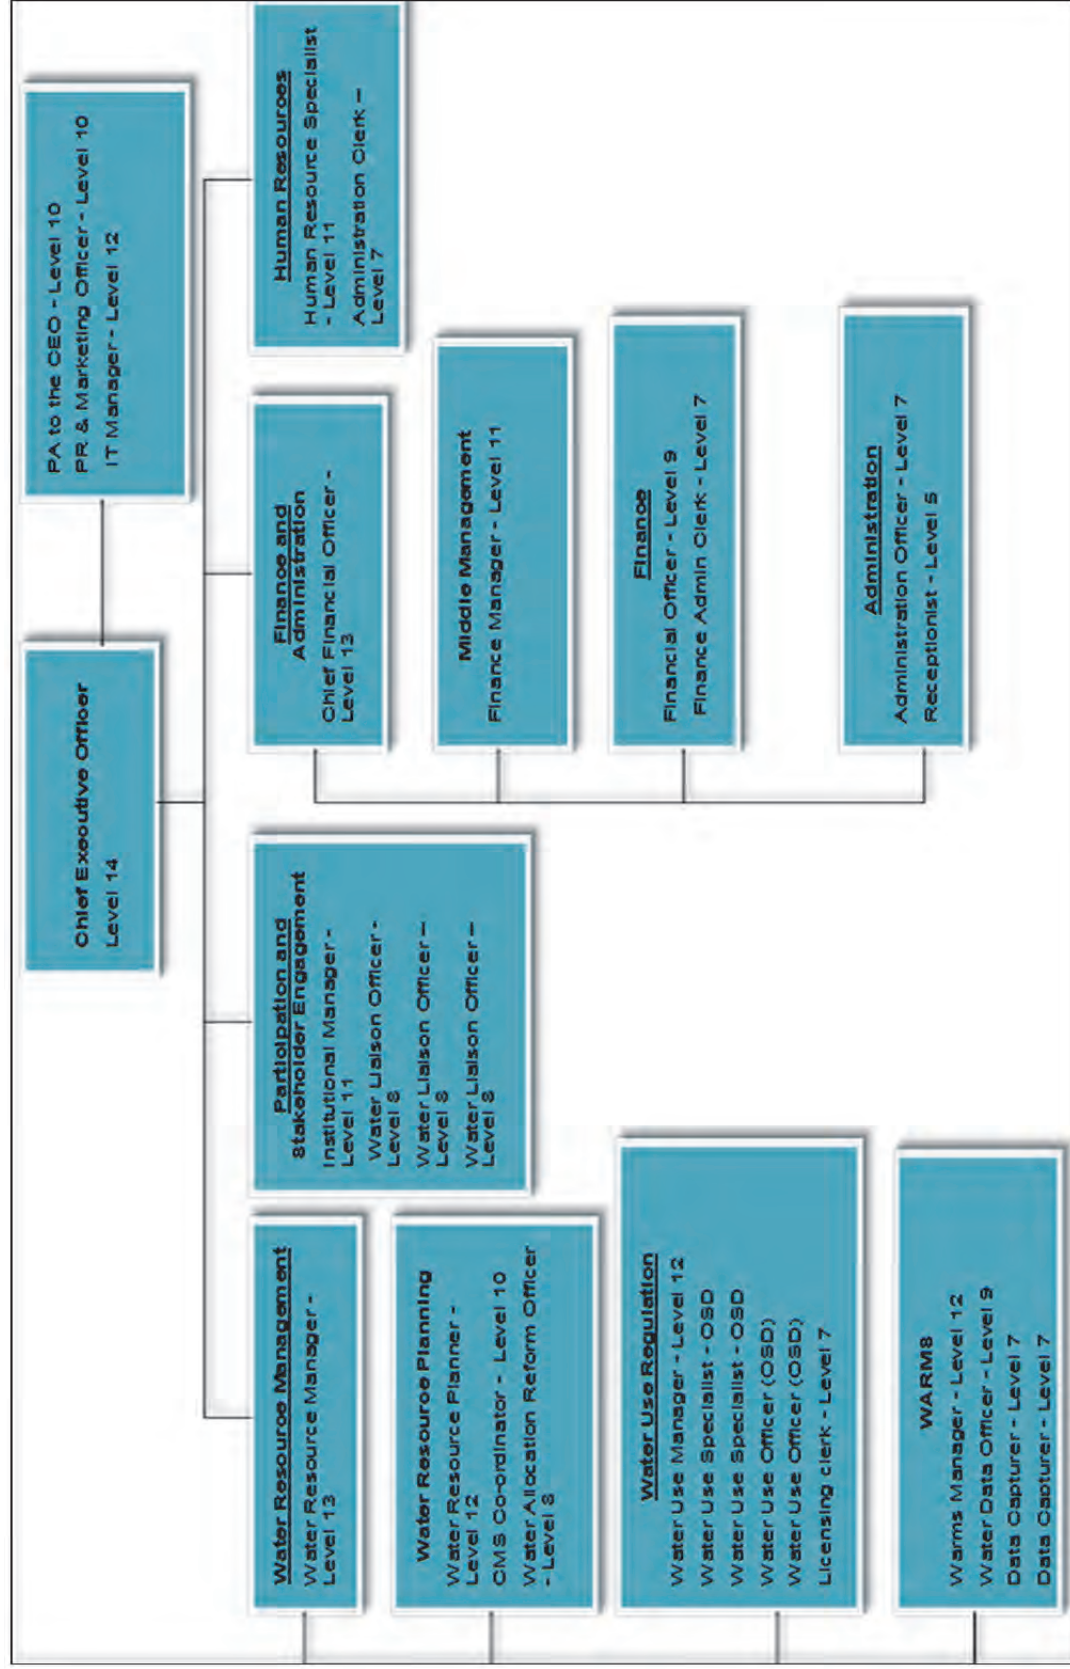 Chief Executive Officer
Level 14
PA to the CEO - Level 10
PR & Marketing Officer - Level 10
IT Manager - Level 12
Water Resource Management
Water Resource Manager -
Level 13
Water Resource Planning
Water Resource Planner -
Level 12
CMS Co-ordinator - Level 10
Water Allocation Reform Officer
- Level 8
Water Use Regulation
Water Use Manager - Level 12
Water Use Specialist - OSD
Water Use Specialist - OSD
Water Use Officer (OSD)
Water Use Officer (OSD)
Licensing clerk - Level 7
WARMS
Warms Manager - Level 12
Water Data Officer - Level 9
Data Capturer - Level 7
Data Capturer - Level 7
Participation and
Stakeholder Engagement
Institutional Manager -
Level 11
Water Liaison Officer -
Level 8
Water Liaison Officer –
Level 8
Water Liaison Officer –
Level 8
Finance and
Administration
Chief Financial Officer -
Level 13
Middle Management
Finance Manager - Level 11
Finance
Financial Officer - Level 9
Finance Admin Clerk - Level 7
Administration
Administration Officer - Level 7
Receptionist - Level 5
Human Resources
Human Resource Specialist
- Level 11
Administration Clerk –
Level 7